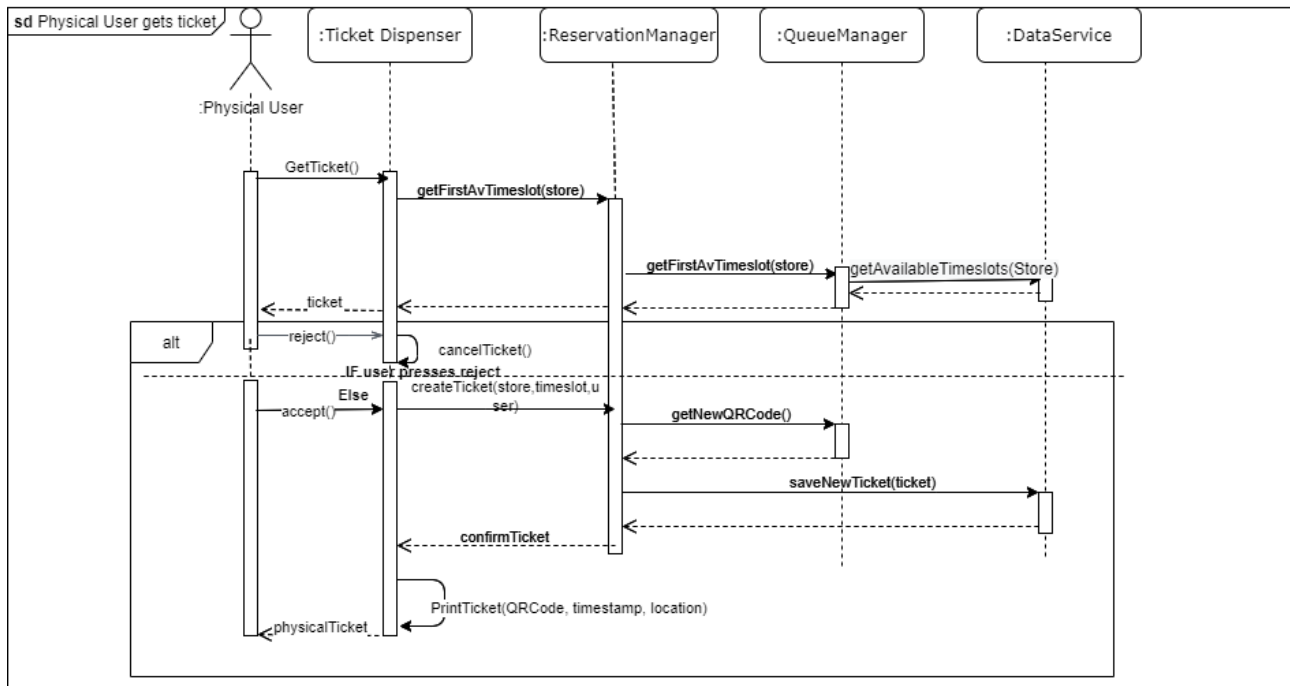 sd Physical User gets ticket
:Physical User
:Ticket Dispenser
:ReservationManager
:QueueManager
:DataService
GetTicket()
getFirstAvTimeslot(store)
getFirstAvTimeslot(store)
getAvailableTimeslots(Store)
ticket
alt
reject()
cancelTicket()
IF user presses reject
Else
createTicket(store,timeslot,u
ser)
accept()
getNewQRCode()
saveNewTicket(ticket)
confirmTicket
PrintTicket(QRCode, timestamp, location)
physicalTicket